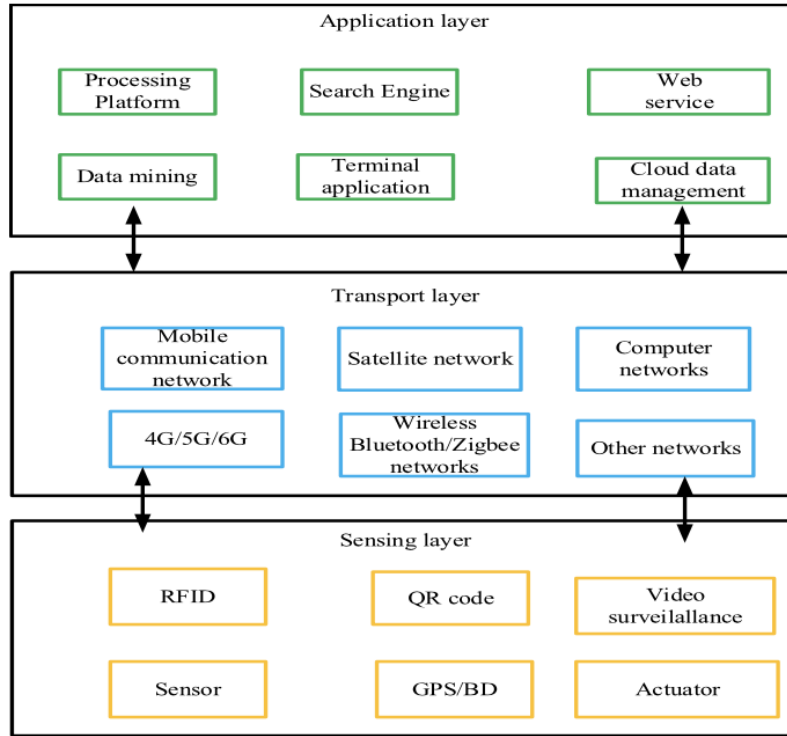 Application layer
Processing
Platform
Search Engine
Web
service
Data mining
Terminal
application
Cloud data
management
Transport layer
Mobile
communication
network
Satellite network
Computer
networks
4G/5G/6G
Wireless
Bluetooth/Zigbee
networks
Other networks
Sensing layer
RFID
QR code
Video
surveilallance
Sensor
GPS/BD
Actuator